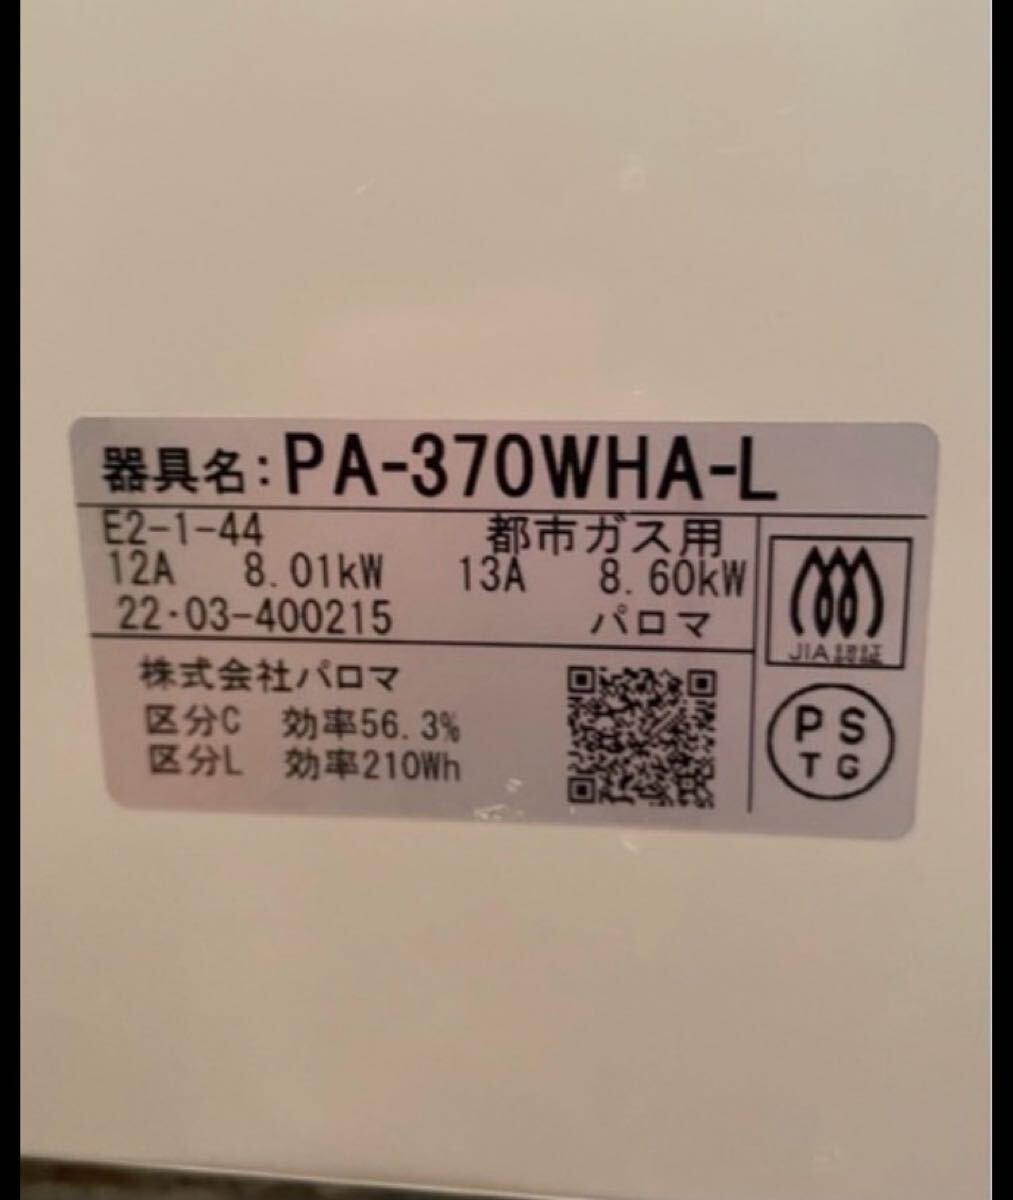 器具名:PA-370WHA-L
E2-1-44 都市ガス用
12A 8.01kW 13A 8.60kW
22・03-400215 パロマ
JIA認証
株式会社パロマ
区分C 効率56.3%
区分L 効率210Wh
PS
TG